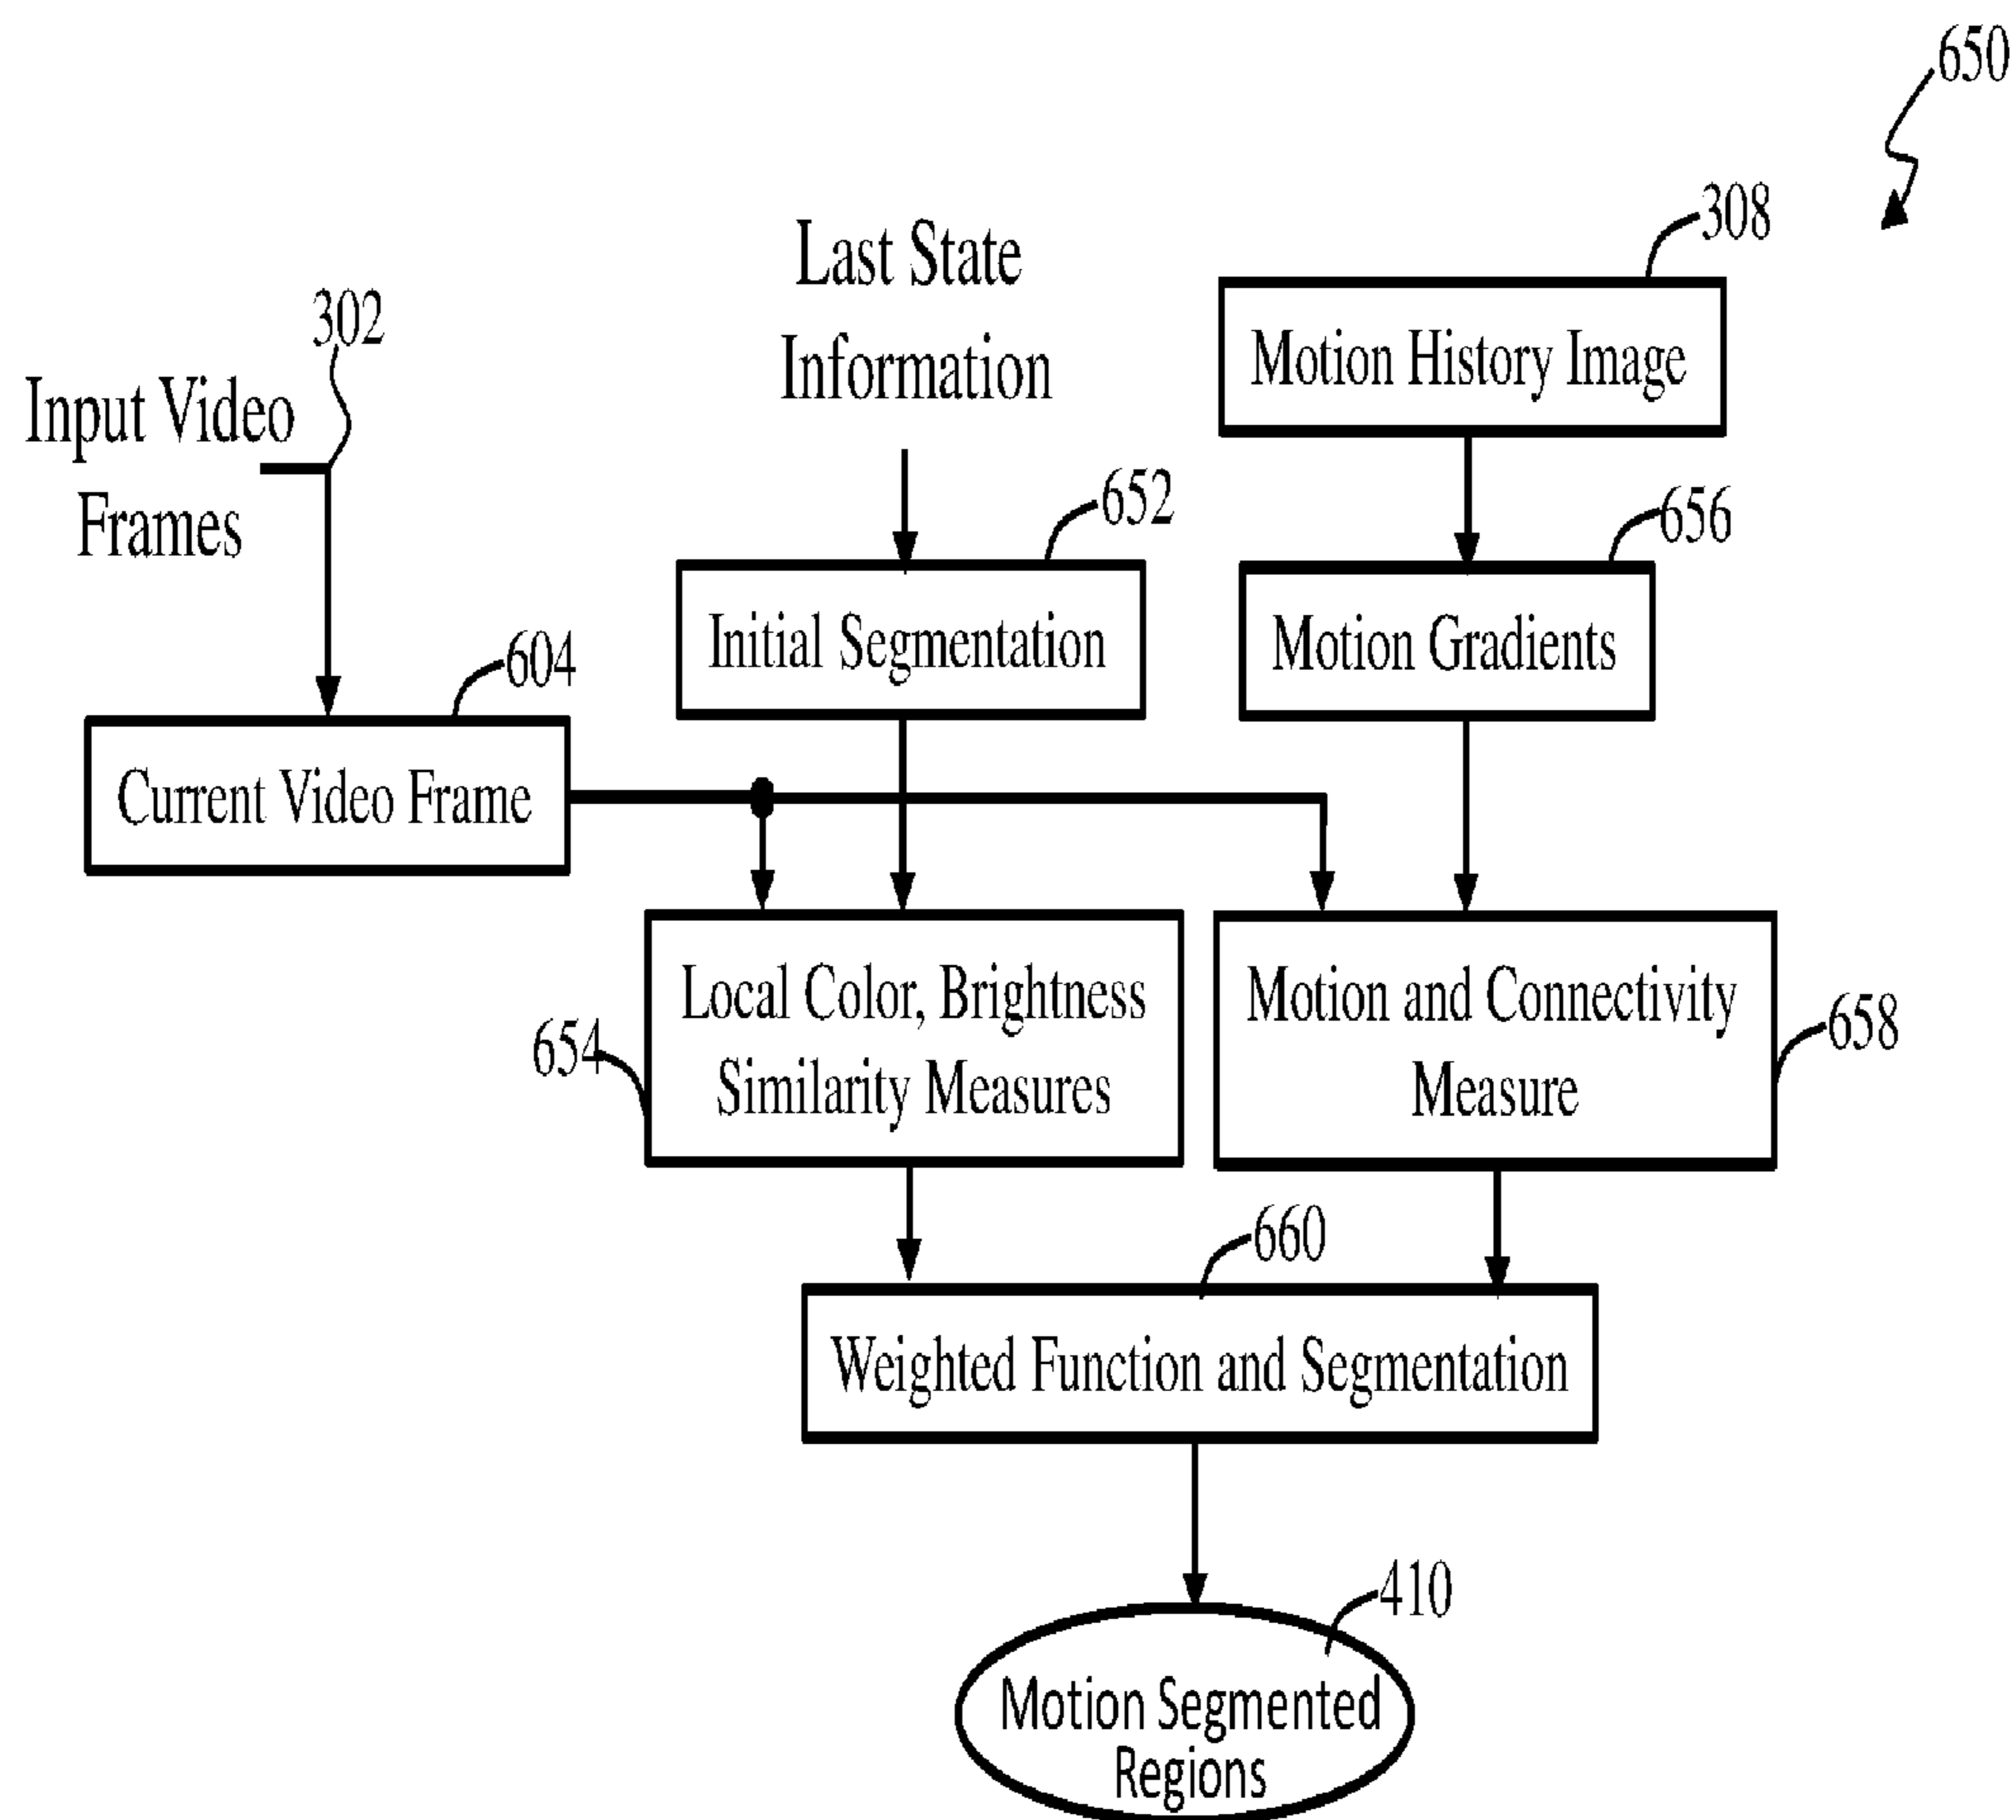 650
308
Last State
Information
Motion History Image
302
Input Video
Frames
652
656
Initial Segmentation
Motion Gradients
604
Current Video Frame
Local Color, Brightness
Similarity Measures
654
Motion and Connectivity
Measure
658
660
Weighted Function and Segmentation
410
Motion Segmented
Regions